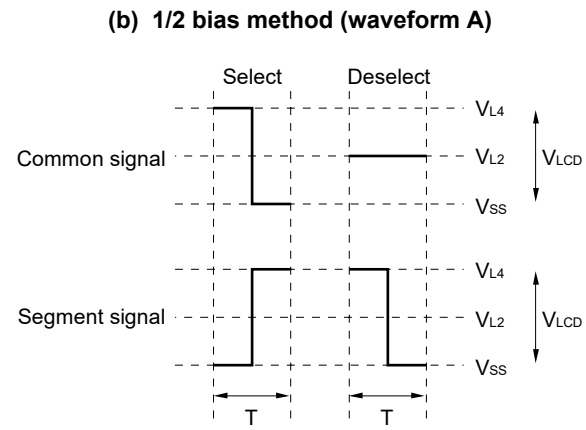 (b) 1/2 bias method (waveform A)
Select Deselect
VL4
Common signal VL2 VLCD
VSS
VL4
Segment signal VL2 VLCD
VSS
T T